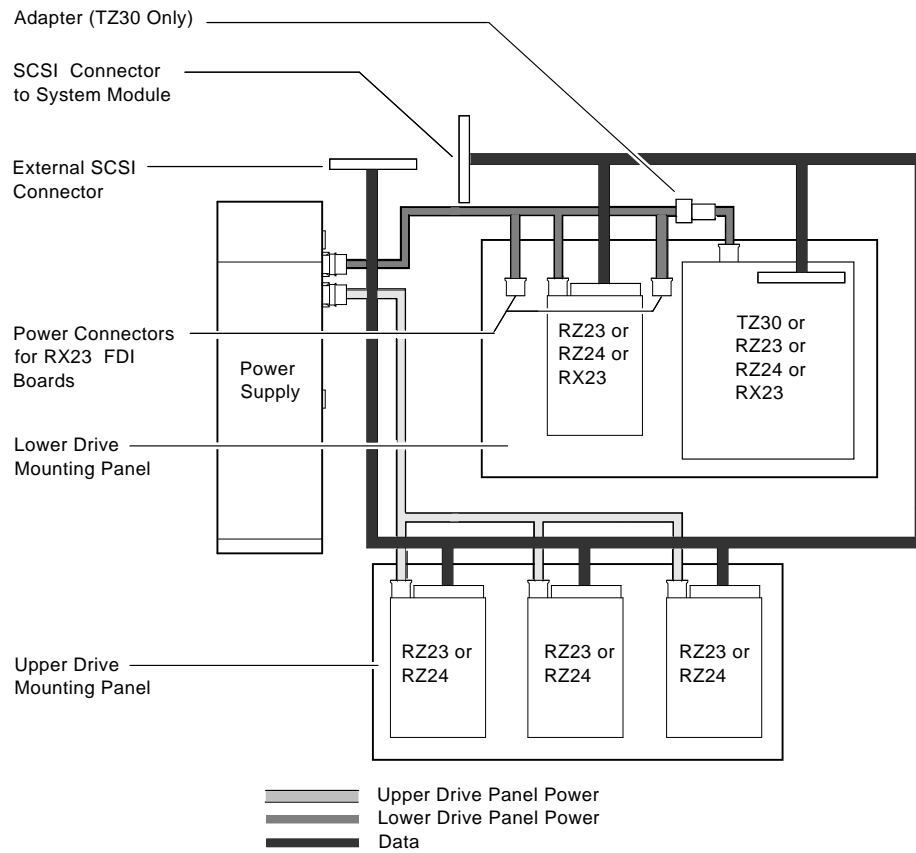 Adapter (TZ30 Only)
SCSI Connector
to System Module
External SCSI
Connector
Power Connectors
for RX23 FDI
Boards
Power
Supply
RZ23 or
RZ24 or
RX23
TZ30 or
RZ23 or
RZ24 or
RX23
Lower Drive
Mounting Panel
Upper Drive
Mounting Panel
RZ23 or
RZ24
RZ23 or
RZ24
RZ23 or
RZ24
Upper Drive Panel Power
Lower Drive Panel Power
Data